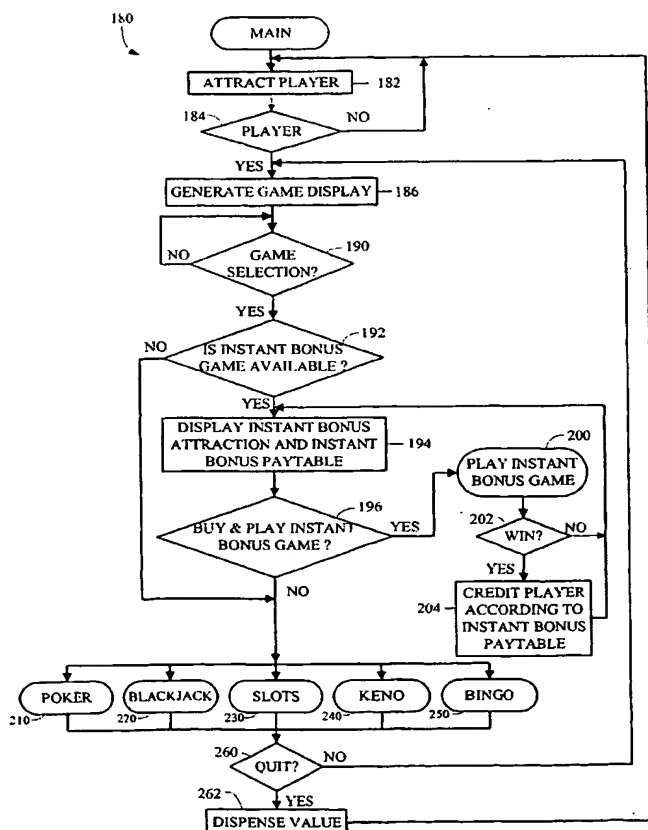 180
MAIN
ATTRACT PLAYER
182
184
PLAYER
NO
YES
GENERATE GAME DISPLAY
186
190
NO
GAME
SELECTION?
YES
192
NO
IS INSTANT BONUS
GAME AVAILABLE ?
YES
DISPLAY INSTANT BONUS
ATTRACTION AND INSTANT
BONUS PAYTABLE
194
200
PLAY INSTANT
BONUS GAME
196
BUY & PLAY INSTANT
BONUS GAME ?
YES
202
WIN?
NO
YES
NO
204
CREDIT PLAYER
ACCORDING TO
INSTANT BONUS
PAYTABLE
POKER
BLACKJACK
SLOTS
KENO
BINGO
210
220
230
240
250
260
QUIT?
NO
YES
262
DISPENSE VALUE